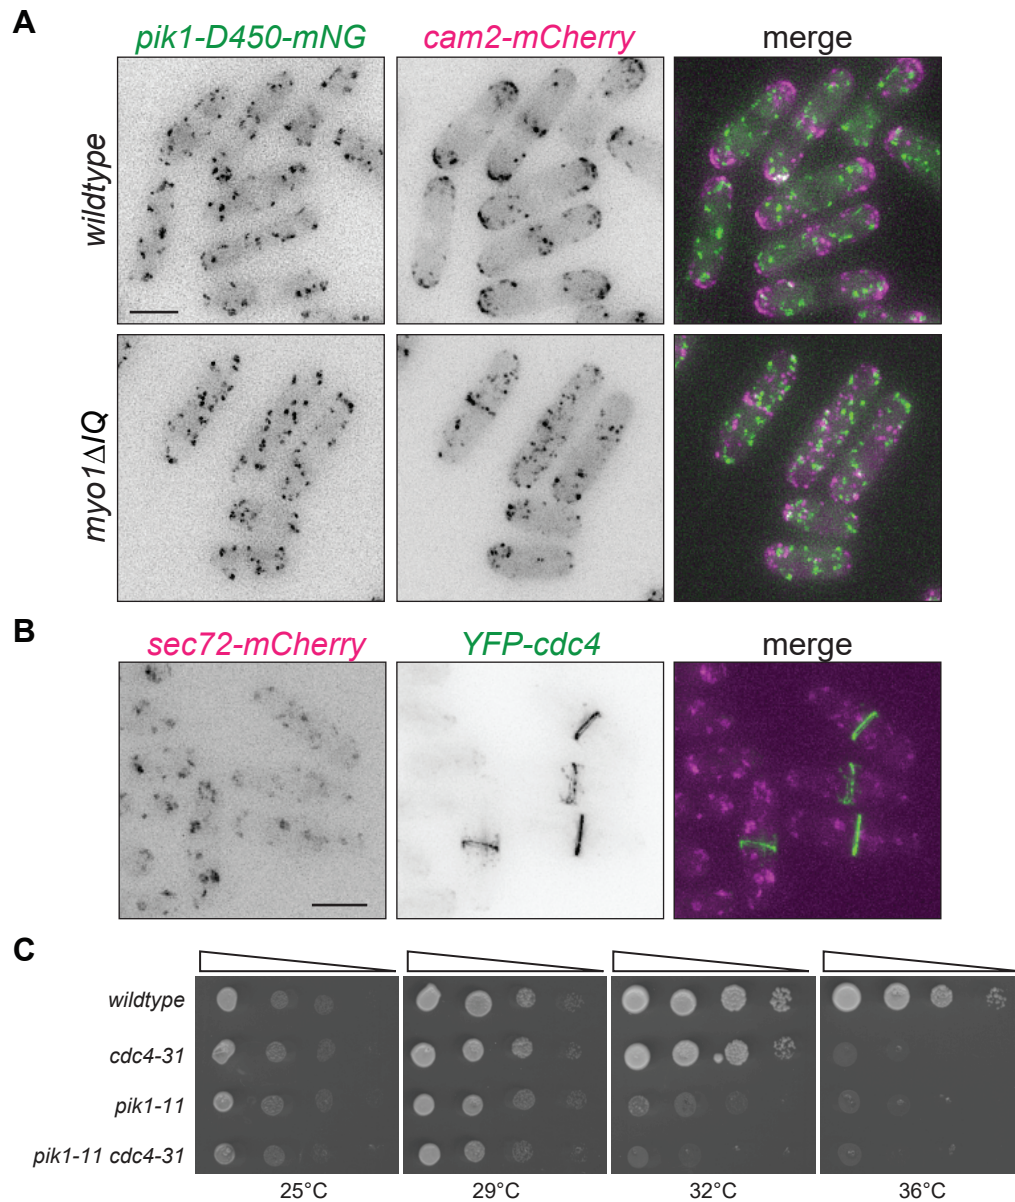 A
pik1-D450-mNG cam2-mCherry merge
wildtype
myo1ΔIQ
B
sec72-mCherry YFP-cdc4 merge
C
wildtype
cdc4-31
pik1-11
pik1-11 cdc4-31
25°C 29°C 32°C 36°C